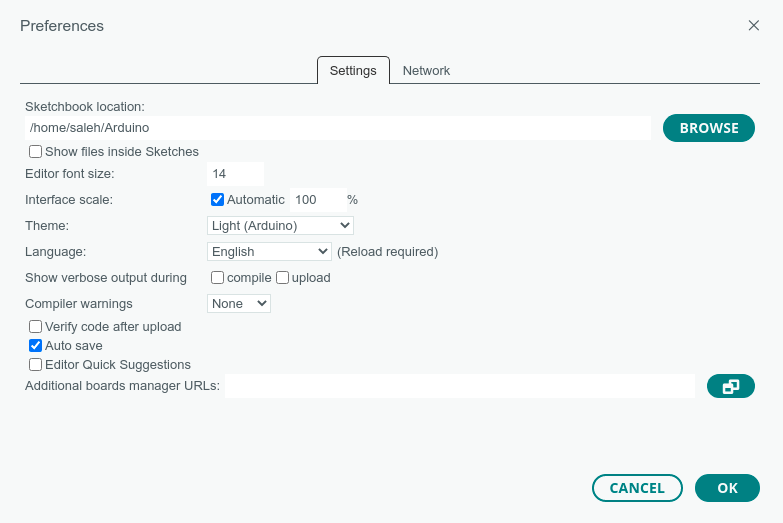 Preferences
Settings Network
Sketchbook location:
/home/saleh/Arduino BROWSE
Show files inside Sketches
Editor font size: 14
Interface scale: Automatic 100 %
Theme: Light (Arduino)
Language: English (Reload required)
Show verbose output during compile upload
Compiler warnings None
Verify code after upload
Auto save
Editor Quick Suggestions
Additional boards manager URLs:
CANCEL OK